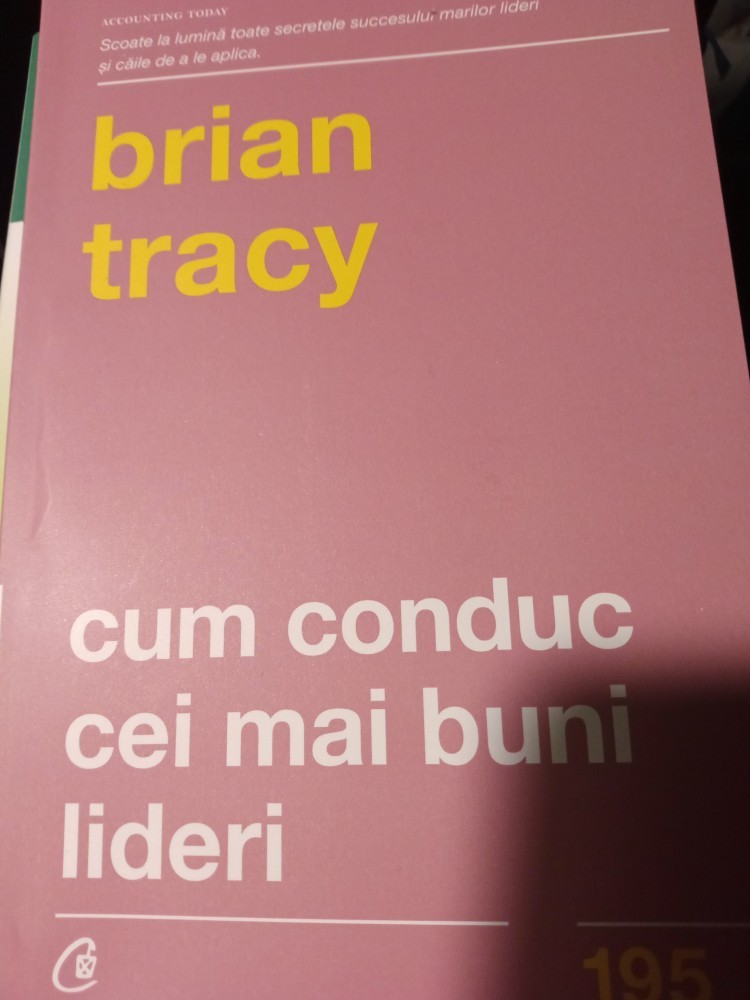 ACCOUNTING TODAY
Scoate la lumină toate secretele succesului marilor lideri
și căile de a le aplica.
brian
tracy
cum conduc
cei mai buni
lideri
195